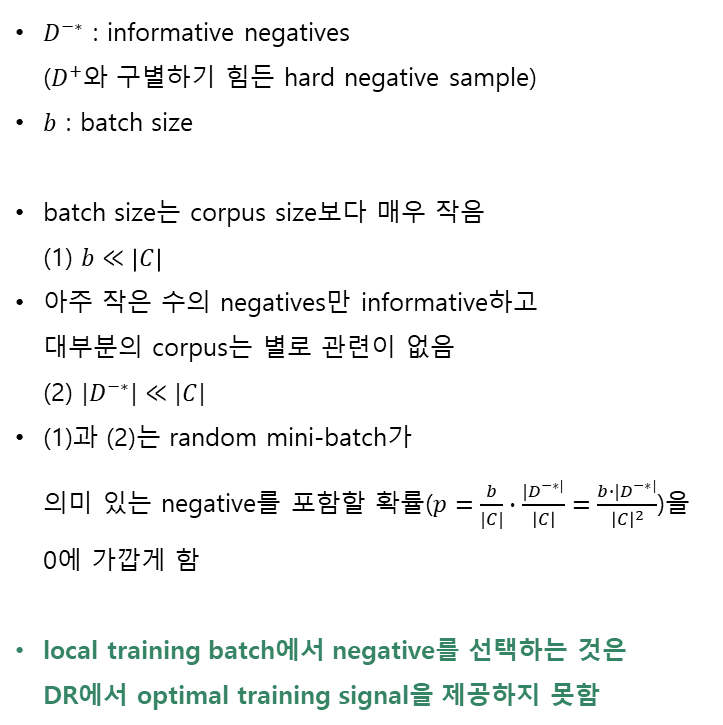 • D⁻* : informative negatives
(D⁺와 구별하기 힘든 hard negative sample)
• b : batch size
• batch size는 corpus size보다 매우 작음
(1) b ≪ |C|
• 아주 작은 수의 negatives만 informative하고
대부분의 corpus는 별로 관련이 없음
(2) |D⁻*| ≪ |C|
• (1)과 (2)는 random mini-batch가
의미 있는 negative를 포함할 확률(p = b/|C| · |D⁻*|/|C| = b·|D⁻*|/|C|²)을
0에 가깝게 함
• local training batch에서 negative를 선택하는 것은
DR에서 optimal training signal을 제공하지 못함